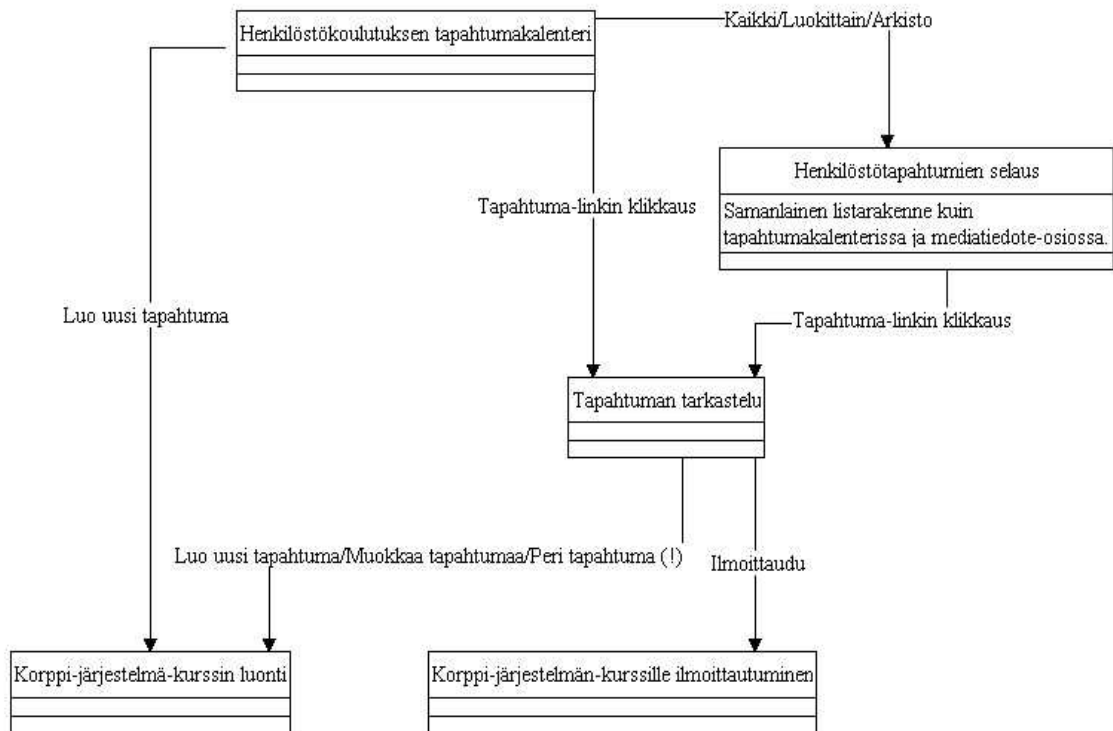 Henkilöstökoulutuksen tapahtumakalenteri
Kaikki/Luokittain/Arkisto
Henkilöstötapahtumien selaus
Samanlainen listarakenne kuin
tapahtumakalenterissa ja mediatiedote-osiossa.
Tapahtuma-linkin klikkaus
Luo uusi tapahtuma
Tapahtuma-linkin klikkaus
Tapahtuman tarkastelu
Luo uusi tapahtuma/Muokkaa tapahtumaa/Peri tapahtuma (!)
Ilmoittaudu
Korppi-järjestelmä-kurssin luonti
Korppi-järjestelmän-kurssille ilmoittautuminen